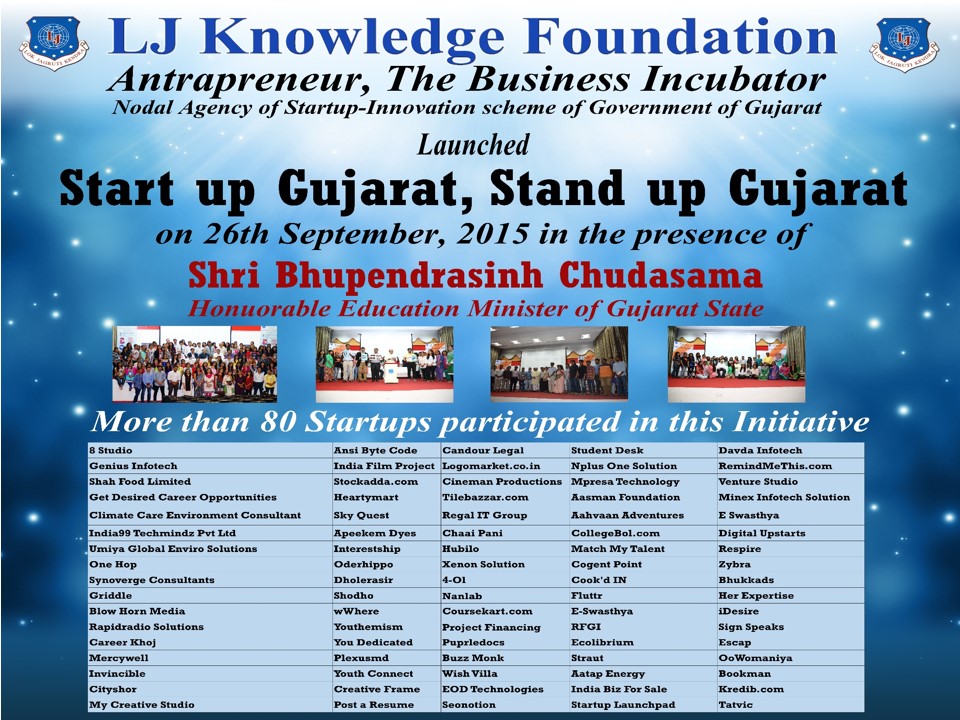 LJ Knowledge Foundation
Antrapreneur, The Business Incubator
Nodal Agency of Startup-Innovation scheme of Government of Gujarat
Launched
Start up Gujarat, Stand up Gujarat
on 26th September, 2015 in the presence of
Shri Bhupendrasinh Chudasama
Honuorable Education Minister of Gujarat State
More than 80 Startups participated in this Initiative
8 Studio Ansi Byte Code Candour Legal Student Desk Davda Infotech
Genius Infotech India Film Project Logomarket.co.in Nplus One Solution RemindMeThis.com
Shah Food Limited Stockadda.com Cineman Productions Mpresa Technology Venture Studio
Get Desired Career Opportunities Heartymart Tilebazzar.com Aasman Foundation Minex Infotech Solution
Climate Care Environment Consultant Sky Quest Regal IT Group Aahvaan Adventures E Swasthya
India99 Techmindz Pvt Ltd Apeekem Dyes Chaai Pani CollegeBol.com Digital Upstarts
Umiya Global Enviro Solutions Interestship Hubilo Match My Talent Respire
One Hop Oderhippo Xenon Solution Cogent Point Zybra
Synoverge Consultants Dholerasir 4-Ol Cook'd IN Bhukkads
Griddle Shodho Nanlab Fluttr Her Expertise
Blow Horn Media wWhere Coursekart.com E-Swasthya iDesire
Rapidradio Solutions Youthemism Project Financing RFGI Sign Speaks
Career Khoj You Dedicated Puprledocs Ecolibrium Escap
Mercywell Plexusmd Buzz Monk Straut OoWomaniya
Invincible Youth Connect Wish Villa Aatap Energy Bookman
Cityshor Creative Frame EOD Technologies India Biz For Sale Kredib.com
My Creative Studio Post a Resume Seonotion Startup Launchpad Tatvic
LJ
LOK JAGRUTI KENDRA
LJ
LOK JAGRUTI KENDRA